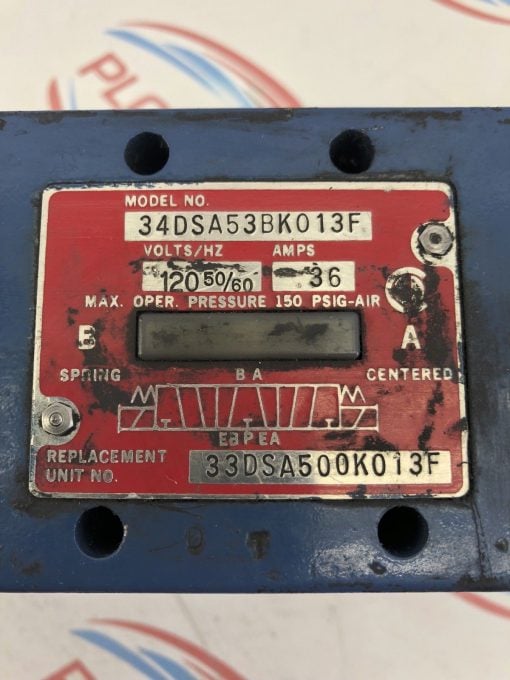 PLC
MODEL NO.
34DSA53BK013F
VOLTS/HZ AMPS
120 50/60 36
MAX. OPER. PRESSURE 150 PSIG-AIR
B A
SPRING B A CENTERED
EB P EA
REPLACEMENT
UNIT NO. 33DSA500K013F